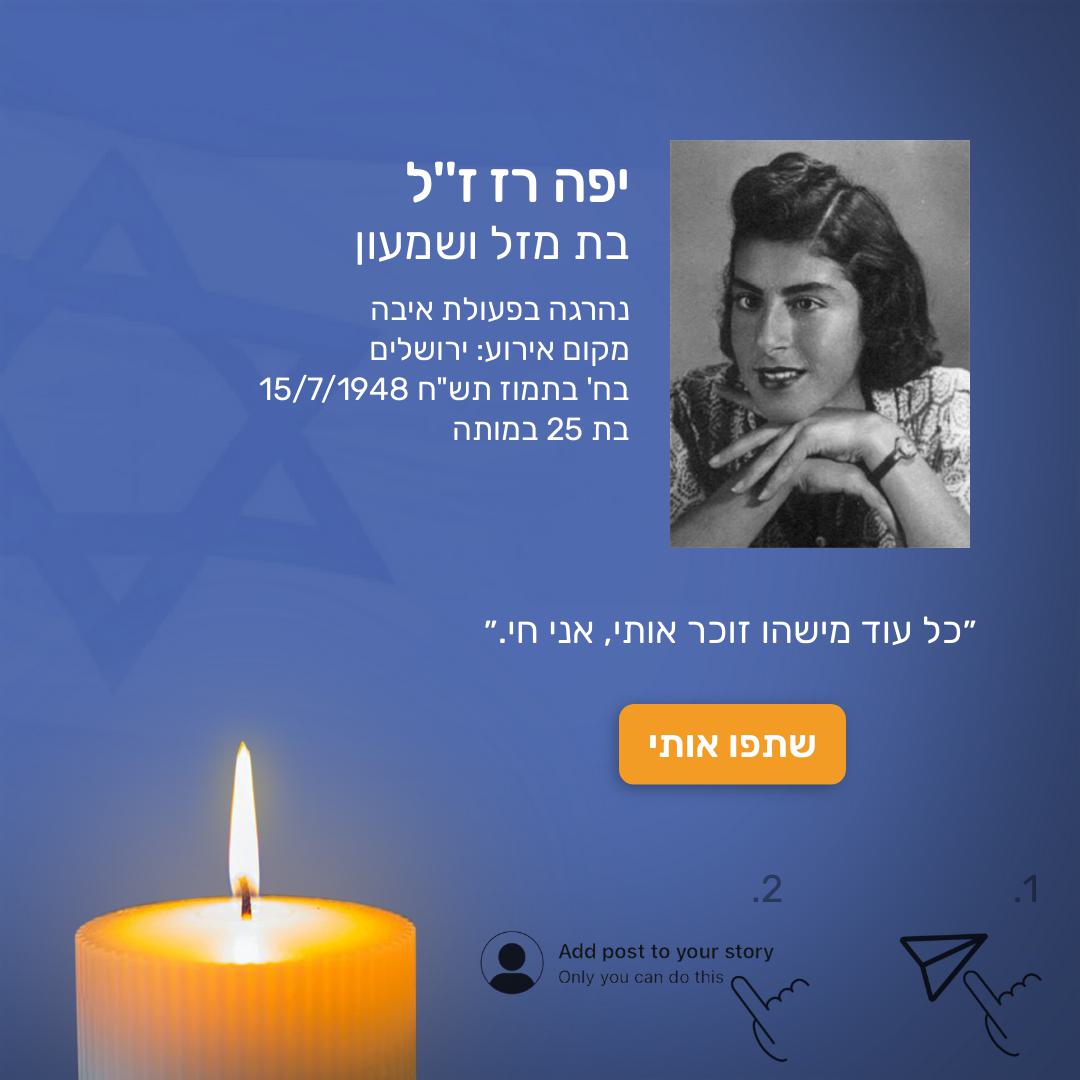 יפה רז ז"ל
בת מזל ושמעון
נהרגה בפעולת איבה
מקום אירוע: ירושלים
בח' בתמוז תש"ח 15/7/1948
בת 25 במותה
״כל עוד מישהו זוכר אותי, אני חי.״
שתפו אותי
1.
2.
Add post to your story
Only you can do this